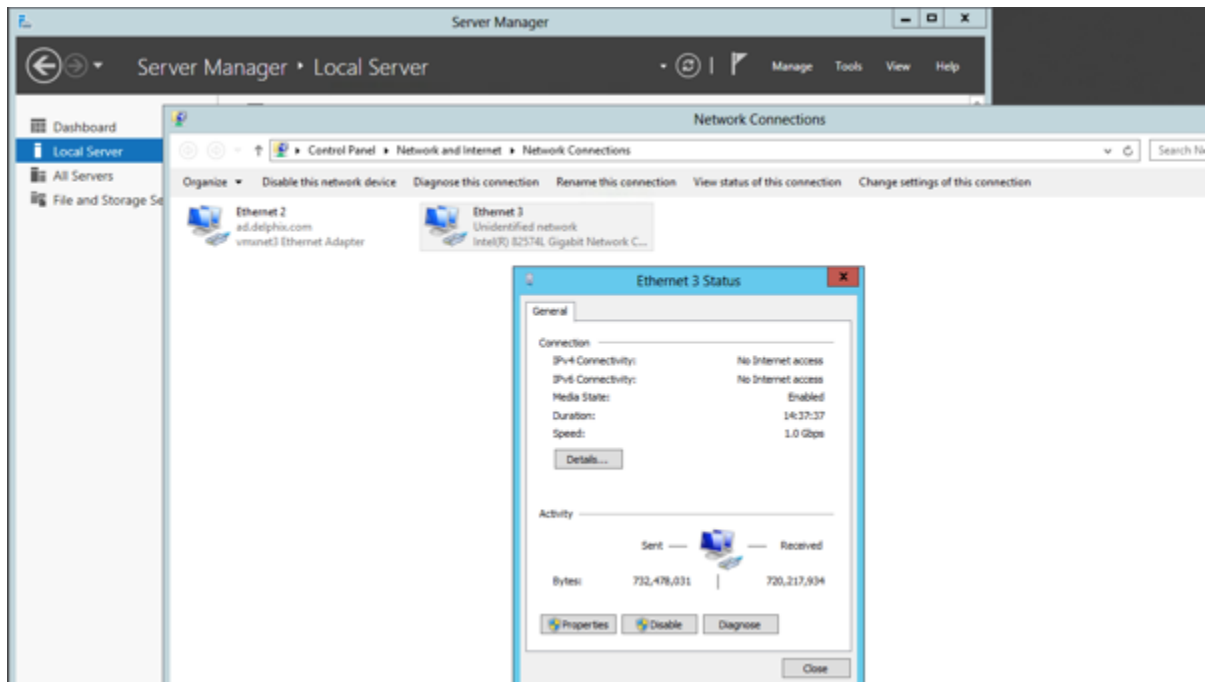 Server Manager
Server Manager • Local Server
Manage Tools View Help
Dashboard
Local Server
All Servers
File and Storage Se
Network Connections
Control Panel Network and Internet Network Connections
Search Ne
Organize Disable this network device Diagnose this connection Rename this connection View status of this connection Change settings of this connection
Ethernet 2
ad.delphix.com
vmxnet3 Ethernet Adapter
Ethernet 3
Unidentified network
Intel(R) 82574L Gigabit Network C...
Ethernet 3 Status
General
Connection
IPv4 Connectivity: No Internet access
IPv6 Connectivity: No Internet access
Media State: Enabled
Duration: 14:37:37
Speed: 1.0 Gbps
Details...
Activity
Sent — Received
Bytes: 732,478,031 720,217,934
Properties Disable Diagnose
Close